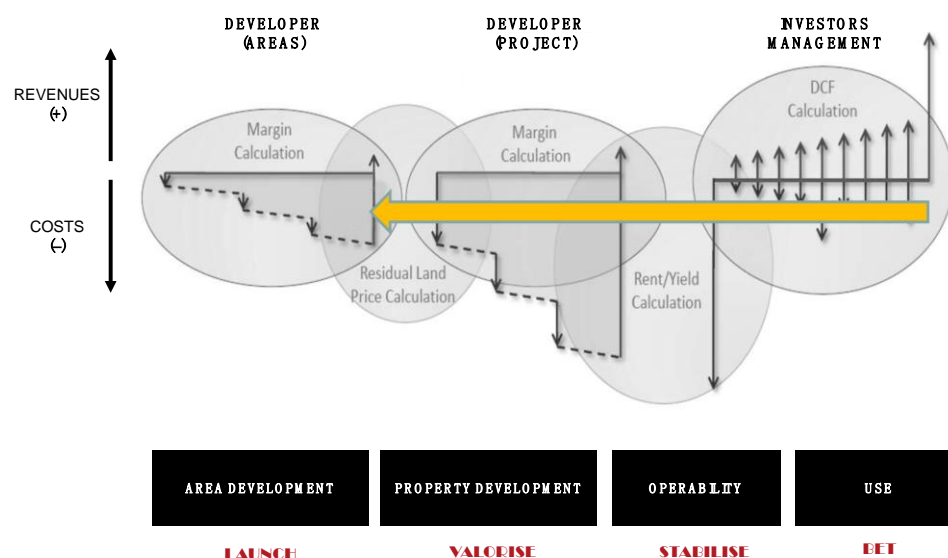 DEVELOPER
(AREAS)
DEVELOPER
(PROJECT)
INVESTORS
MANAGEMENT
REVENUES
(+)
COSTS
(–)
Margin
Calculation
Margin
Calculation
DCF
Calculation
Residual Land
Price Calculation
Rent/Yield
Calculation
AREA DEVELOPMENT
PROPERTY DEVELOPMENT
OPERABILITY
USE
LAUNCH
VALORISE
STABILISE
BET